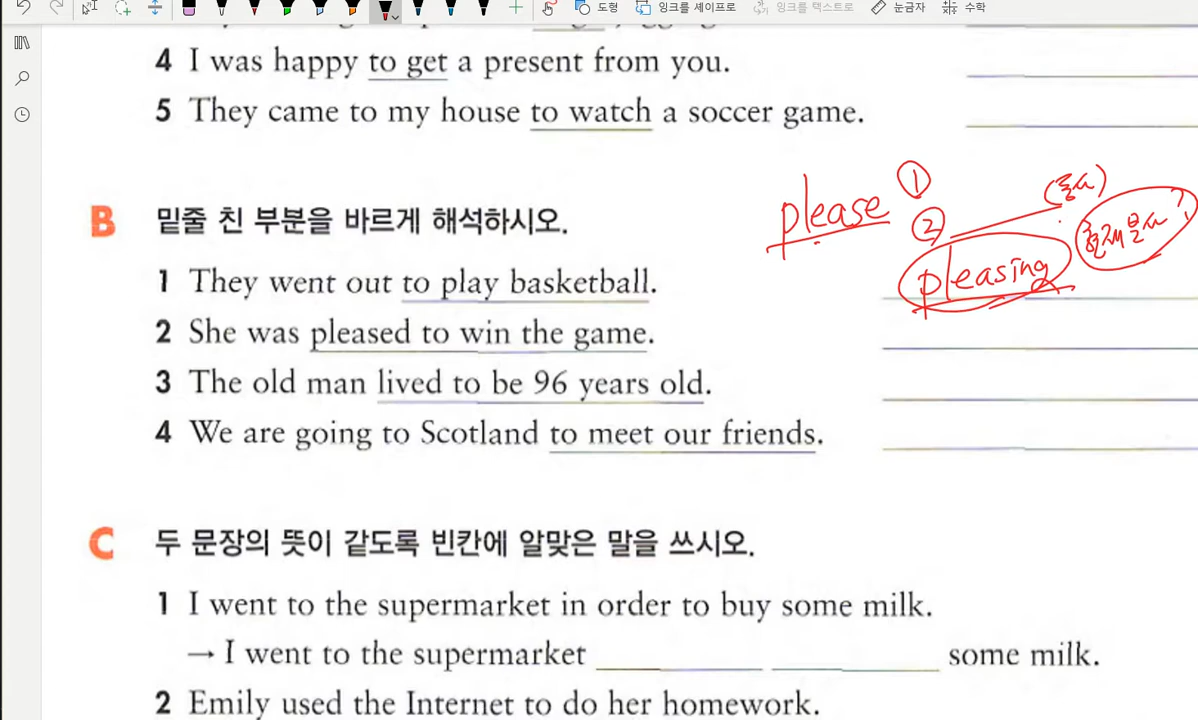 도형 잉크를 셰이프로 잉크를 텍스트로 눈금자 수학
4 I was happy to get a present from you.
5 They came to my house to watch a soccer game.
please ① (동사)
②
pleasing
B 밑줄 친 부분을 바르게 해석하시오.
1 They went out to play basketball.
2 She was pleased to win the game.
3 The old man lived to be 96 years old.
4 We are going to Scotland to meet our friends.
C 두 문장의 뜻이 같도록 빈칸에 알맞은 말을 쓰시오.
1 I went to the supermarket in order to buy some milk.
→ I went to the supermarket ______ ______ some milk.
2 Emily used the Internet to do her homework.